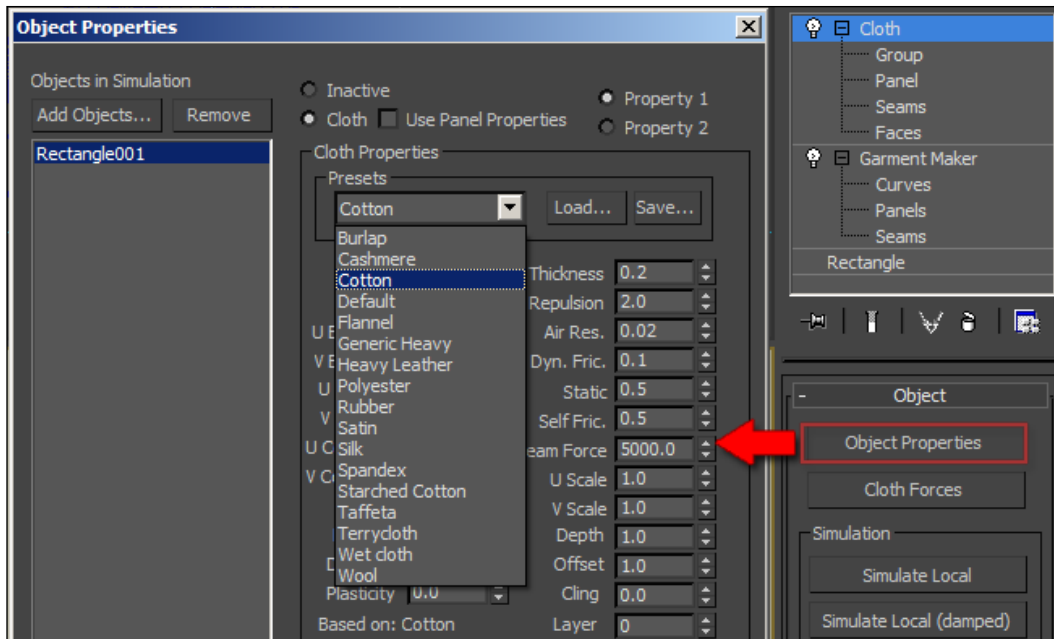 Object Properties
Objects in Simulation
Add Objects...
Remove
Rectangle001
Inactive
Cloth
Use Panel Properties
Property 1
Property 2
Cloth Properties
Presets
Cotton
Load...
Save...
Burlap
Cashmere
Cotton
Default
Flannel
Generic Heavy
Heavy Leather
Polyester
Rubber
Satin
Silk
Spandex
Starched Cotton
Taffeta
Terrycloth
Wet cloth
Wool
Thickness 0.2
Repulsion 2.0
Air Res. 0.02
Dyn. Fric. 0.1
Static 0.5
Self Fric. 0.5
eam Force 5000.0
U Scale 1.0
V Scale 1.0
Depth 1.0
Offset 1.0
Plasticity 0.0
Cling 0.0
Based on: Cotton
Layer 0
Cloth
Group
Panel
Seams
Faces
Garment Maker
Curves
Panels
Seams
Rectangle
- Object
Object Properties
Cloth Forces
Simulation
Simulate Local
Simulate Local (damped)